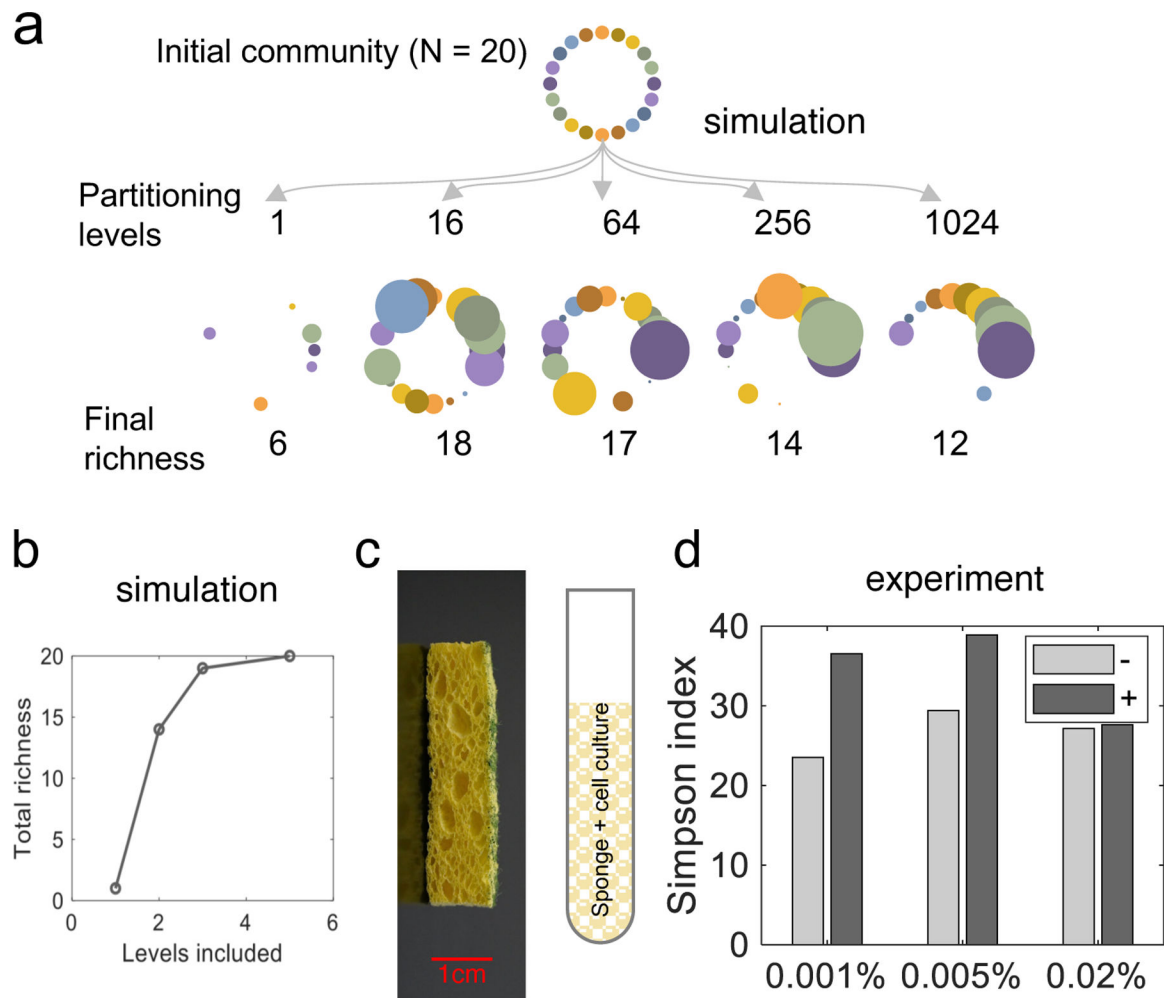 a
Initial community (N = 20)
simulation
Partitioning
levels
1 16 64 256 1024
Final
richness
6 18 17 14 12
b
simulation
Total richness
20
15
10
5
0
0 2 4 6
Levels included
c
1cm
Sponge + cell culture
d
experiment
Simpson index
40
30
20
10
0
-
+
0.001% 0.005% 0.02%